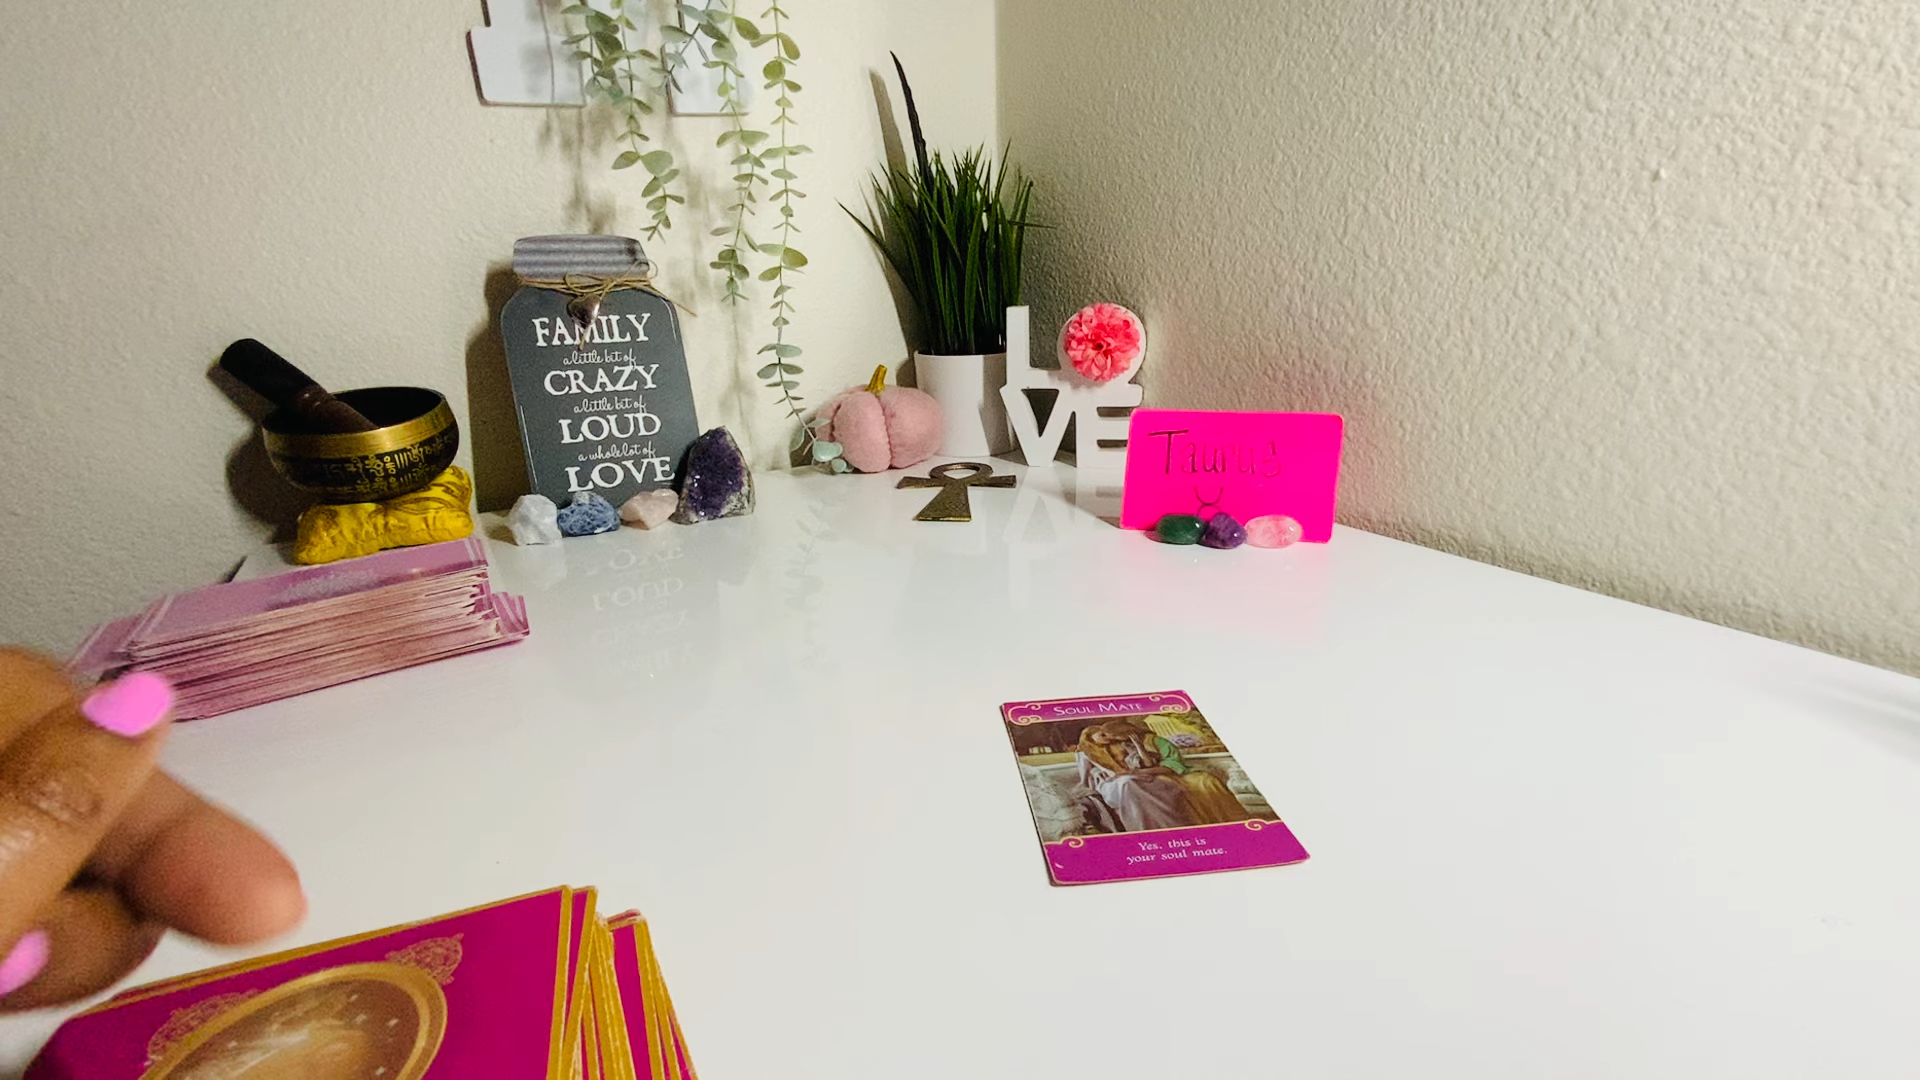 FAMILY
a little bit of
CRAZY
a little bit of
LOUD
a whole lot of
LOVE
LOVE
Taurus
♉
SOUL MATE
Yes, this is
your soul mate.